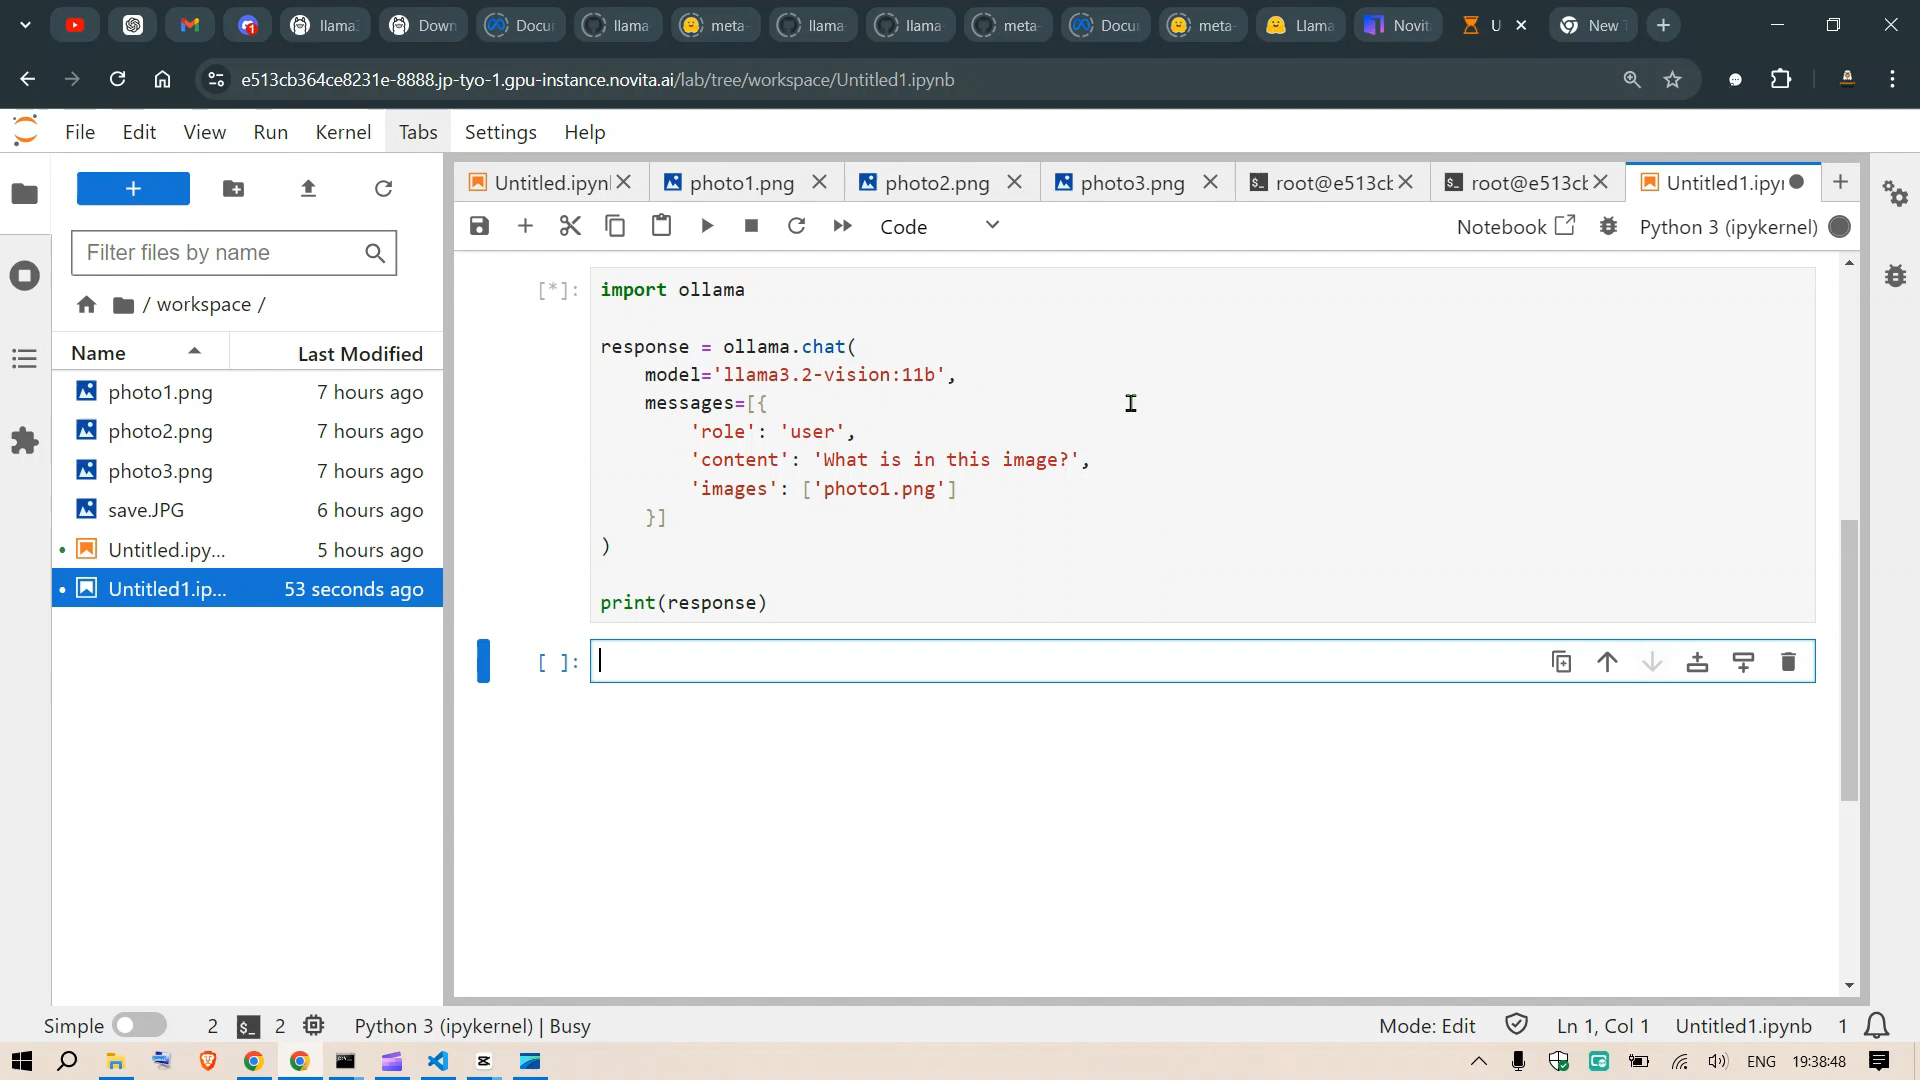 llama
Down
Docu
llama
meta-
llama
llama-
meta-
Docu
meta-
Llama
Novit
U
New
e513cb364ce8231e-8888.jp-tyo-1.gpu-instance.novita.ai/lab/tree/workspace/Untitled1.ipynb
File Edit View Run Kernel Tabs Settings Help
Untitled.ipyn
photo1.png
photo2.png
photo3.png
root@e513cb
root@e513cb
Untitled1.ipyn
Code
Notebook
Python 3 (ipykernel)
Filter files by name
/ workspace /
Name Last Modified
photo1.png 7 hours ago
photo2.png 7 hours ago
photo3.png 7 hours ago
save.JPG 6 hours ago
Untitled.ipy... 5 hours ago
Untitled1.ip... 53 seconds ago
[*]: import ollama
response = ollama.chat(
model='llama3.2-vision:11b',
messages=[{
'role': 'user',
'content': 'What is in this image?',
'images': ['photo1.png']
}]
)
print(response)
[ ]:
Simple 2 $_ 2 Python 3 (ipykernel) | Busy
Mode: Edit Ln 1, Col 1 Untitled1.ipynb 1
ENG 19:38:48